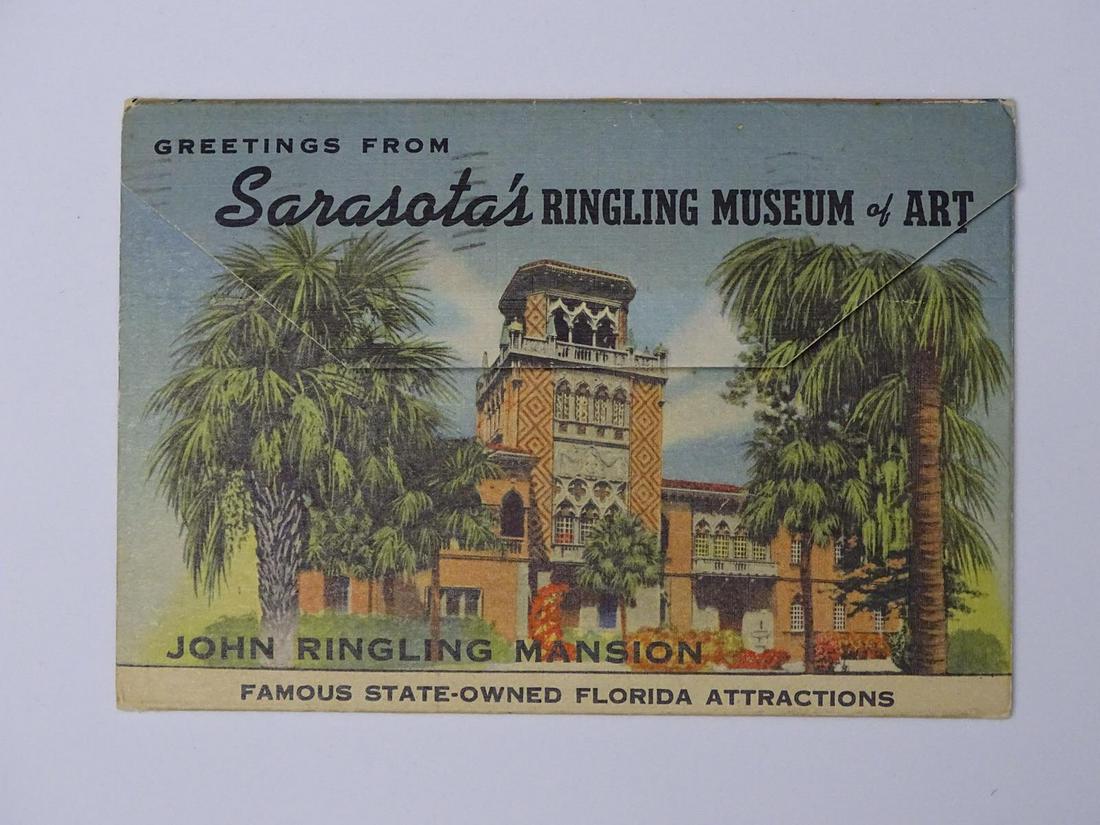 GREETINGS FROM
Sarasota's RINGLING MUSEUM of ART
JOHN RINGLING MANSION
FAMOUS STATE-OWNED FLORIDA ATTRACTIONS